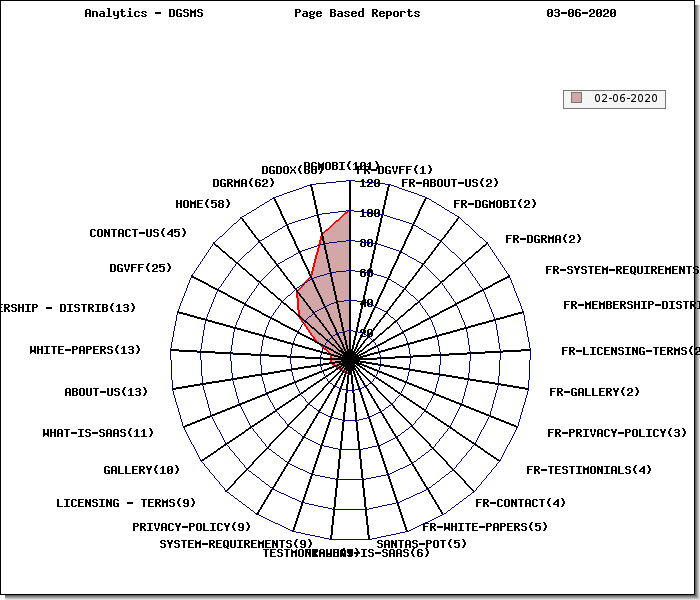 Analytics - DGSMS Page Based Reports 03-06-2020
02-06-2020
DGMOBI(101)
FR-DGVFF(1)
DGDOX(86)
120
DGRMA(62)
FR-ABOUT-US(2)
HOME(58)
FR-DGMOBI(2)
100
CONTACT-US(45)
FR-DGRMA(2)
80
DGVFF(25)
FR-SYSTEM-REQUIREMENTS
60
ERSHIP - DISTRIB(13)
FR-MEMBERSHIP-DISTRI
40
20
WHITE-PAPERS(13)
FR-LICENSING-TERMS(2
ABOUT-US(13)
FR-GALLERY(2)
WHAT-IS-SAAS(11)
FR-PRIVACY-POLICY(3)
GALLERY(10)
FR-TESTIMONIALS(4)
LICENSING - TERMS(9)
FR-CONTACT(4)
PRIVACY-POLICY(9)
FR-WHITE-PAPERS(5)
SYSTEM-REQUIREMENTS(9)
SANTAS-POT(5)
-IS-SAAS(6)